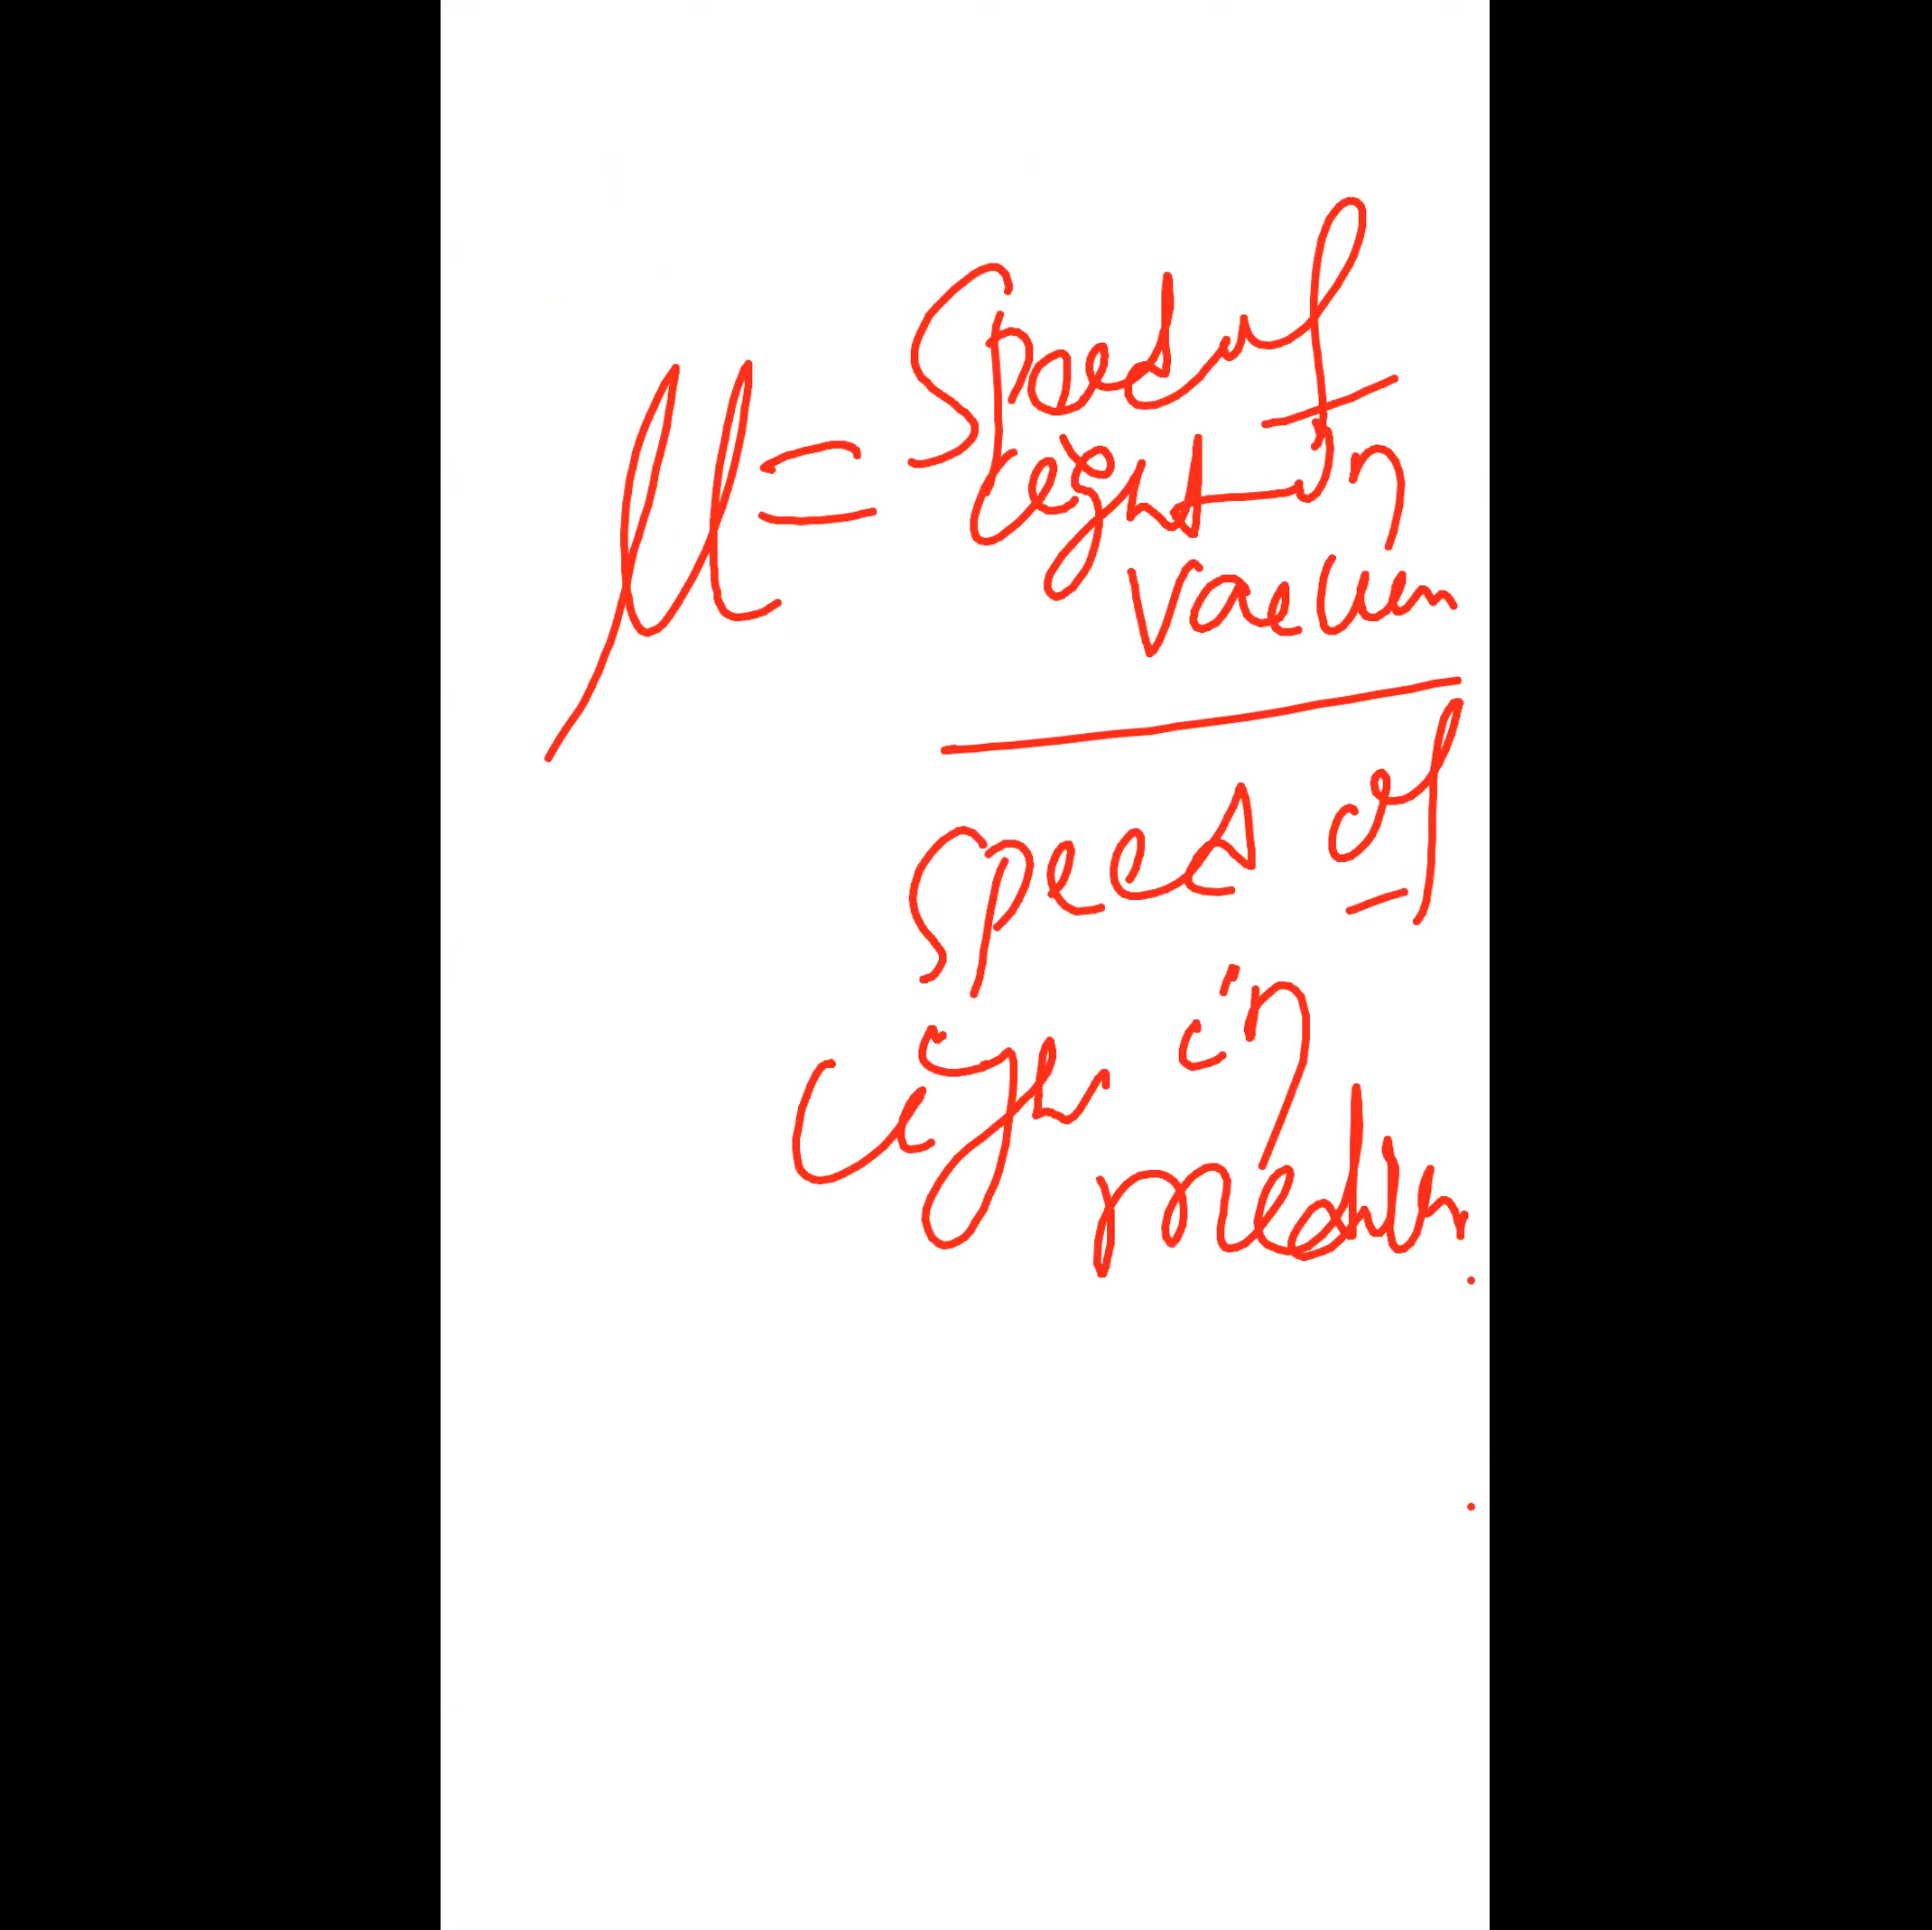 μ = Speed of
light in
Vacuum
speed of
light in
medium